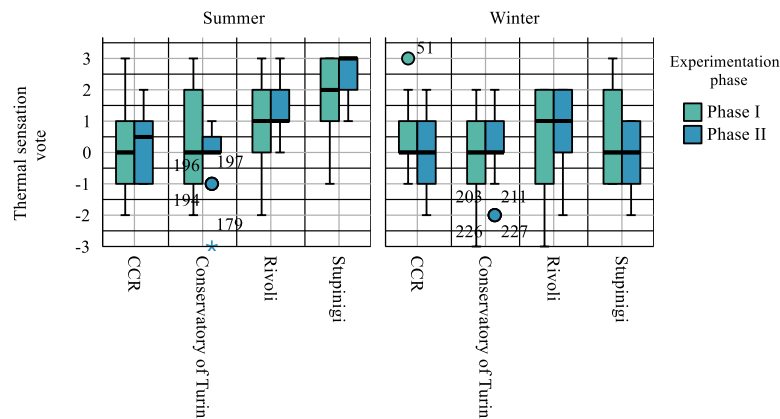 Summer
Winter
Thermal sensation
vote
3
2
1
0
-1
-2
-3
51
196
197
194
179
203
211
226
227
CCR
Conservatory of Turin
Rivoli
Stupinigi
CCR
Conservatory of Turin
Rivoli
Stupinigi
Experimentation
phase
Phase I
Phase II